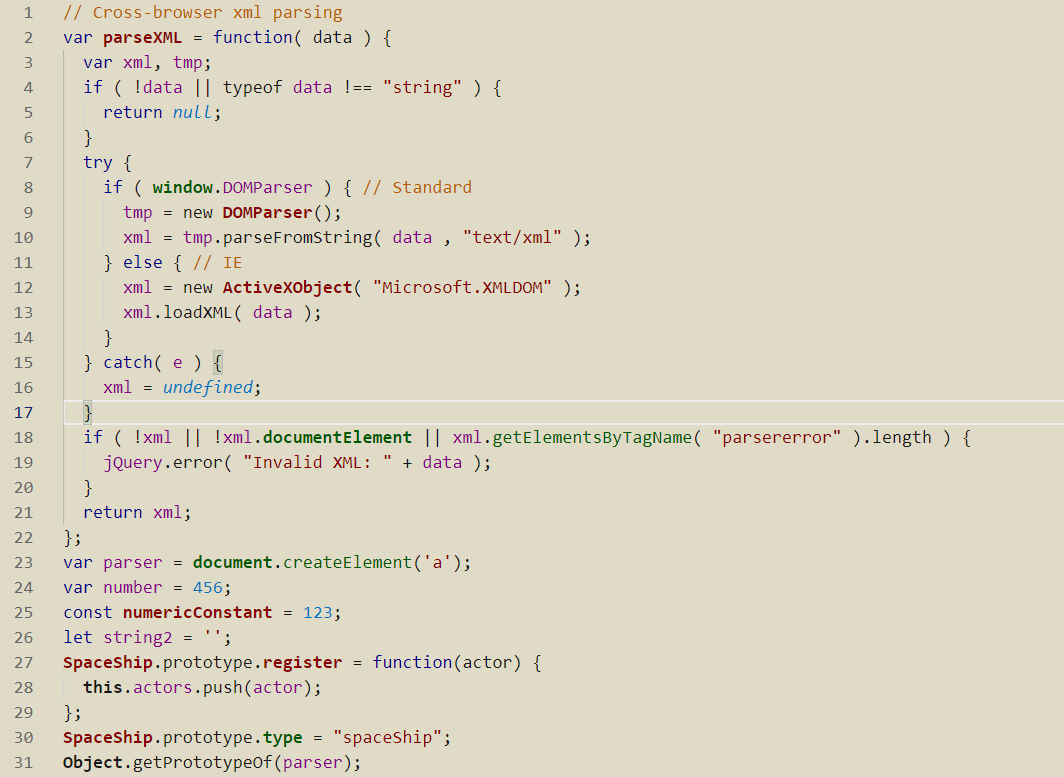 1 // Cross-browser xml parsing
2 var parseXML = function( data ) {
3   var xml, tmp;
4   if ( !data || typeof data !== "string" ) {
5     return null;
6   }
7   try {
8     if ( window.DOMParser ) { // Standard
9       tmp = new DOMParser();
10       xml = tmp.parseFromString( data , "text/xml" );
11     } else { // IE
12       xml = new ActiveXObject( "Microsoft.XMLDOM" );
13       xml.loadXML( data );
14     }
15   } catch( e ) {
16     xml = undefined;
17   }
18   if ( !xml || !xml.documentElement || xml.getElementsByTagName( "parsererror" ).length ) {
19     jQuery.error( "Invalid XML: " + data );
20   }
21   return xml;
22 };
23 var parser = document.createElement('a');
24 var number = 456;
25 const numericConstant = 123;
26 let string2 = '';
27 SpaceShip.prototype.register = function(actor) {
28   this.actors.push(actor);
29 };
30 SpaceShip.prototype.type = "spaceShip";
31 Object.getPrototypeOf(parser);